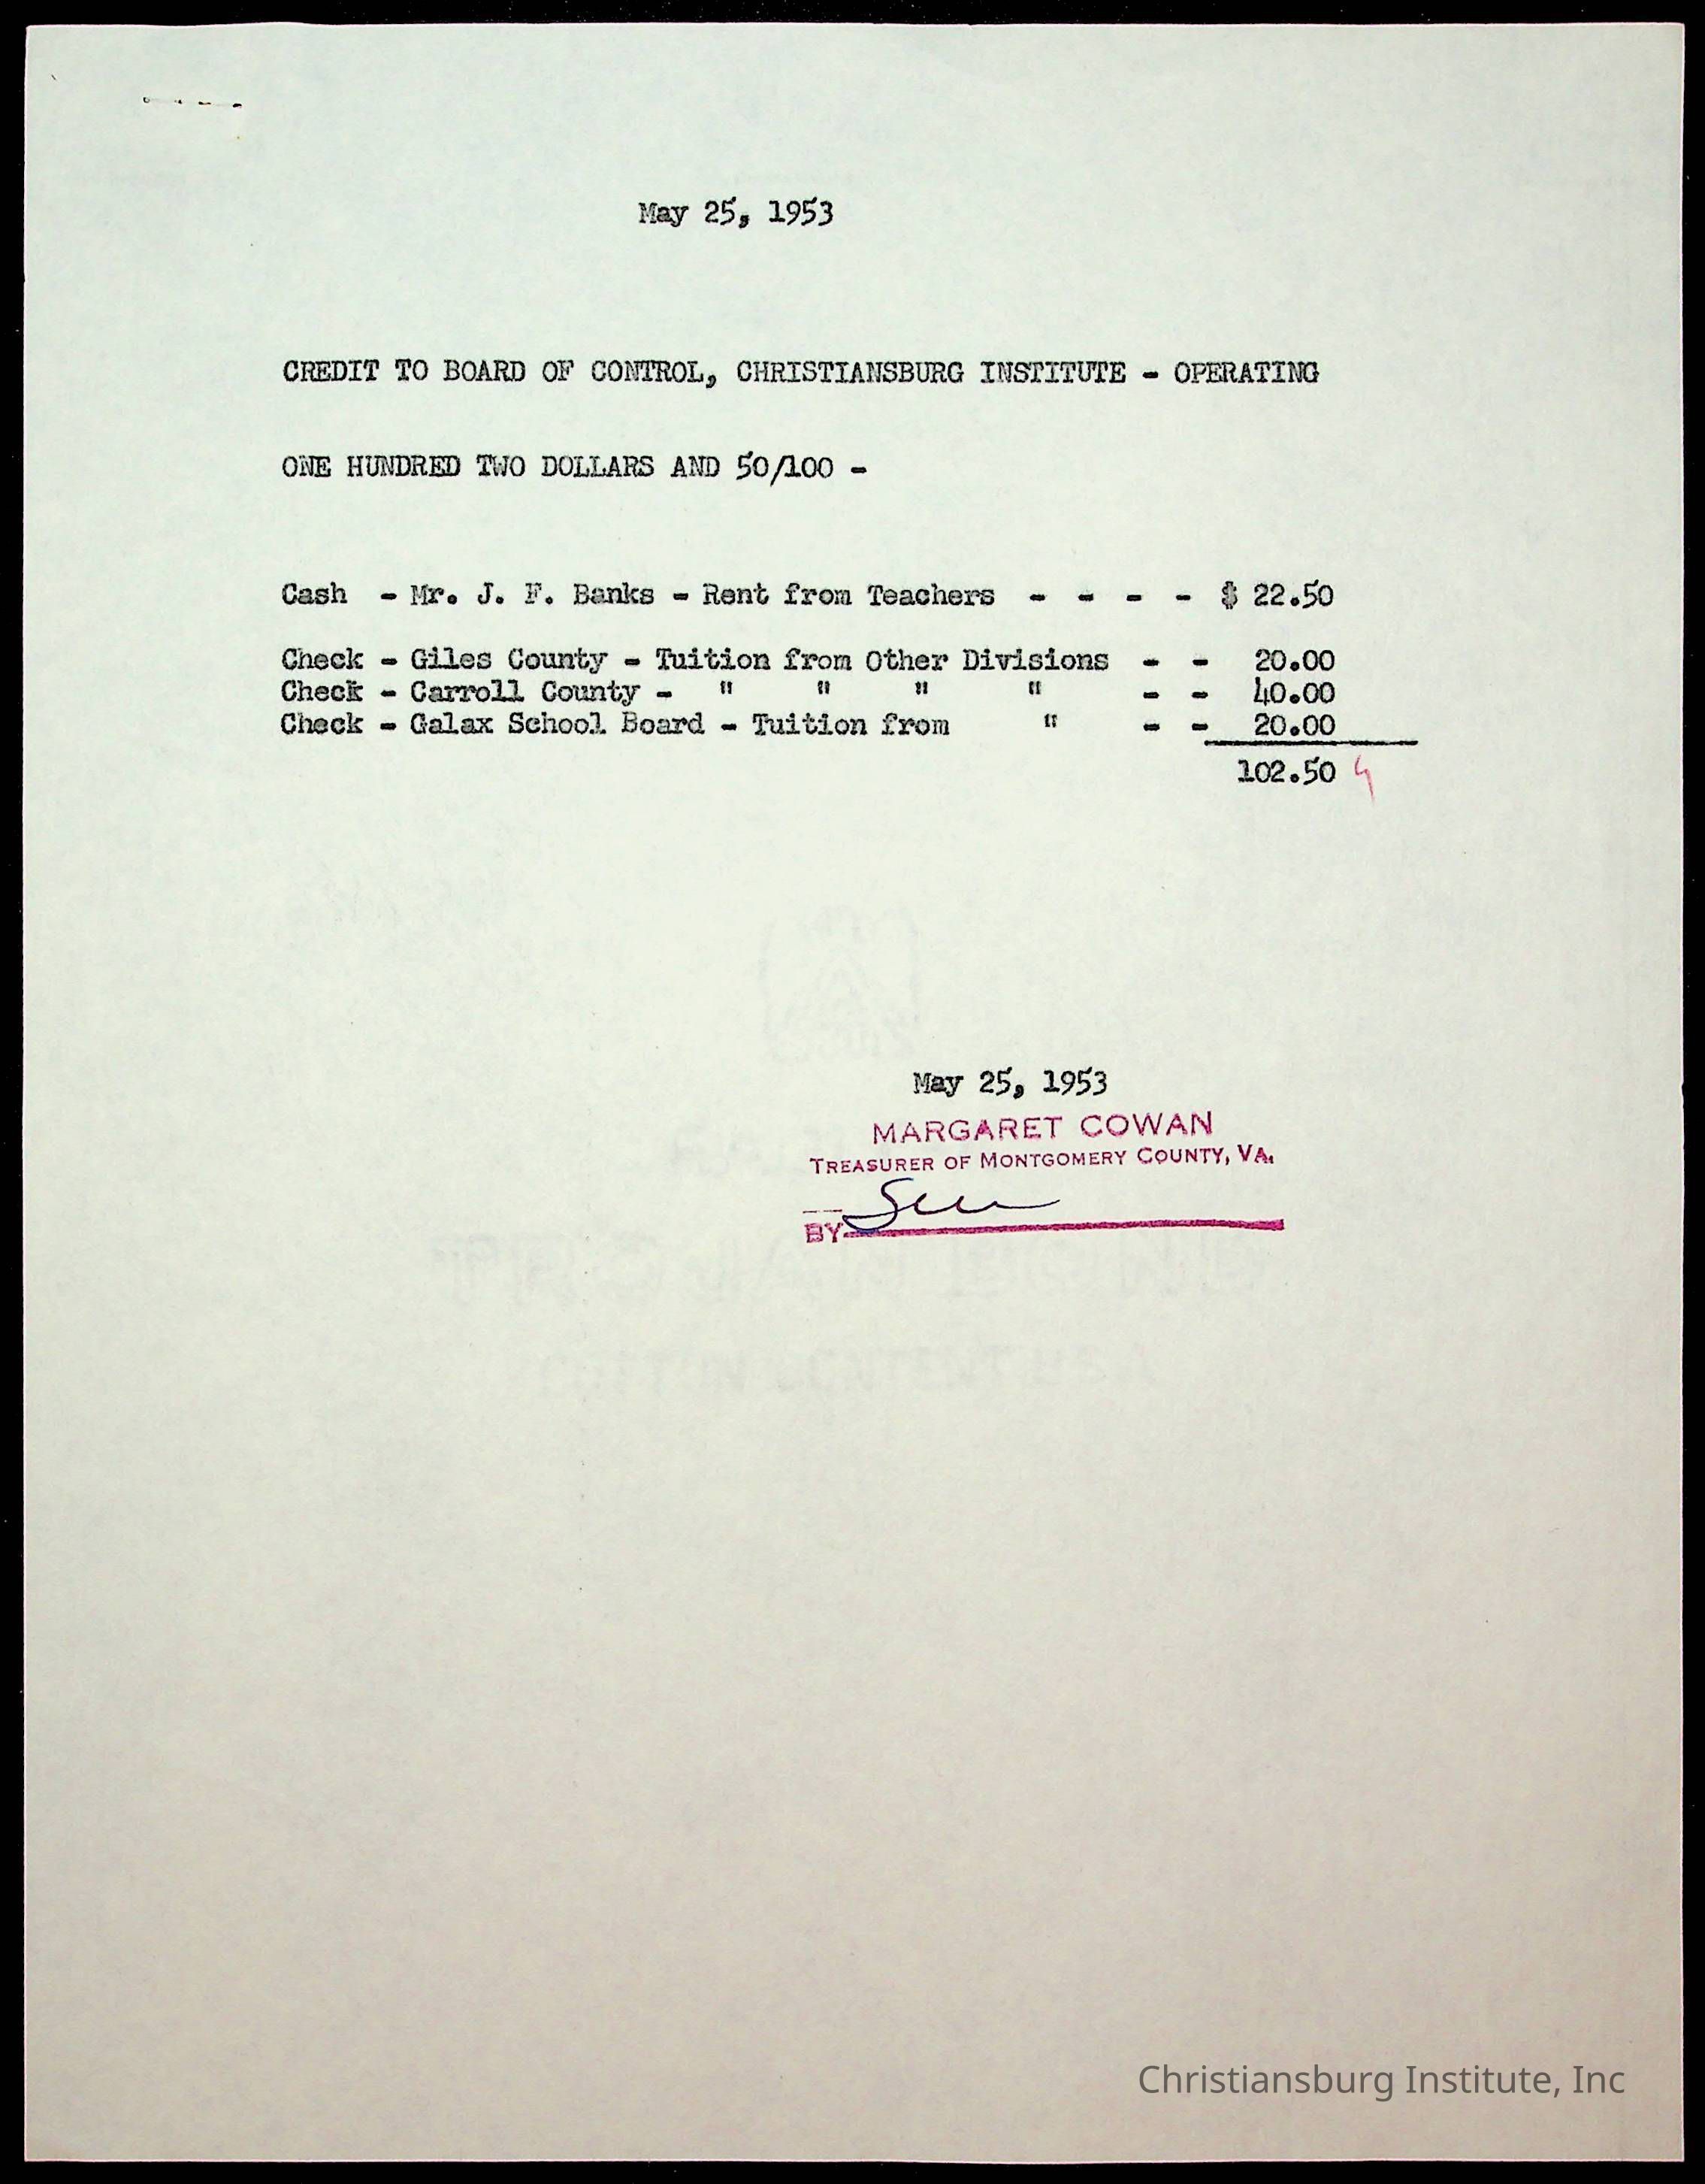 May 25, 1953
CREDIT TO BOARD OF CONTROL, CHRISTIANSBURG INSTITUTE - OPERATING
ONE HUNDRED TWO DOLLARS AND 50/100 -
Cash - Mr. J. F. Banks - Rent from Teachers - - - - $ 22.50
Check - Giles County - Tuition from Other Divisions - - 20.00
Check - Carroll County - " " " " - - 40.00
Check - Galax School Board - Tuition from " - - 20.00
102.50
May 25, 1953
MARGARET COWAN
TREASURER OF MONTGOMERY COUNTY, VA.
BY
COTTON CONTENT U.S.A.
Christiansburg Institute, Inc